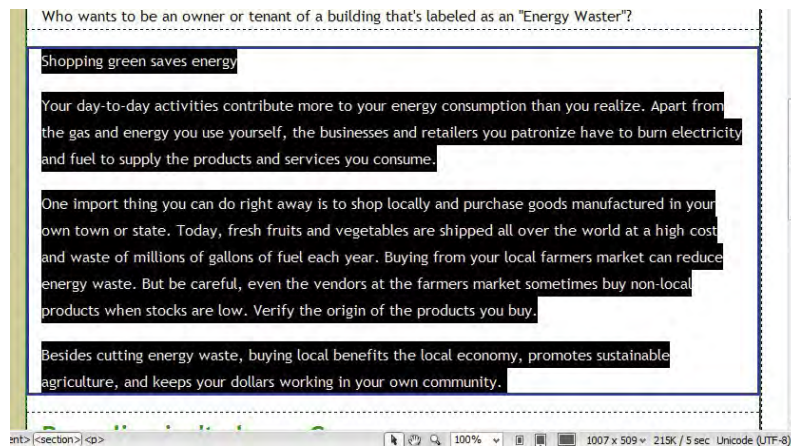 Who wants to be an owner or tenant of a building that's labeled as an "Energy Waster"?
Shopping green saves energy
Your day-to-day activities contribute more to your energy consumption than you realize. Apart from
the gas and energy you use yourself, the businesses and retailers you patronize have to burn electricity
and fuel to supply the products and services you consume.
One import thing you can do right away is to shop locally and purchase goods manufactured in your
own town or state. Today, fresh fruits and vegetables are shipped all over the world at a high cost
and waste of millions of gallons of fuel each year. Buying from your local farmers market can reduce
energy waste. But be careful, even the vendors at the farmers market sometimes buy non-local
products when stocks are low. Verify the origin of the products you buy.
Besides cutting energy waste, buying local benefits the local economy, promotes sustainable
agriculture, and keeps your dollars working in your own community.
ent> <section> <p> 100% 1007 x 509 215K / 5 sec Unicode (UTF-8)